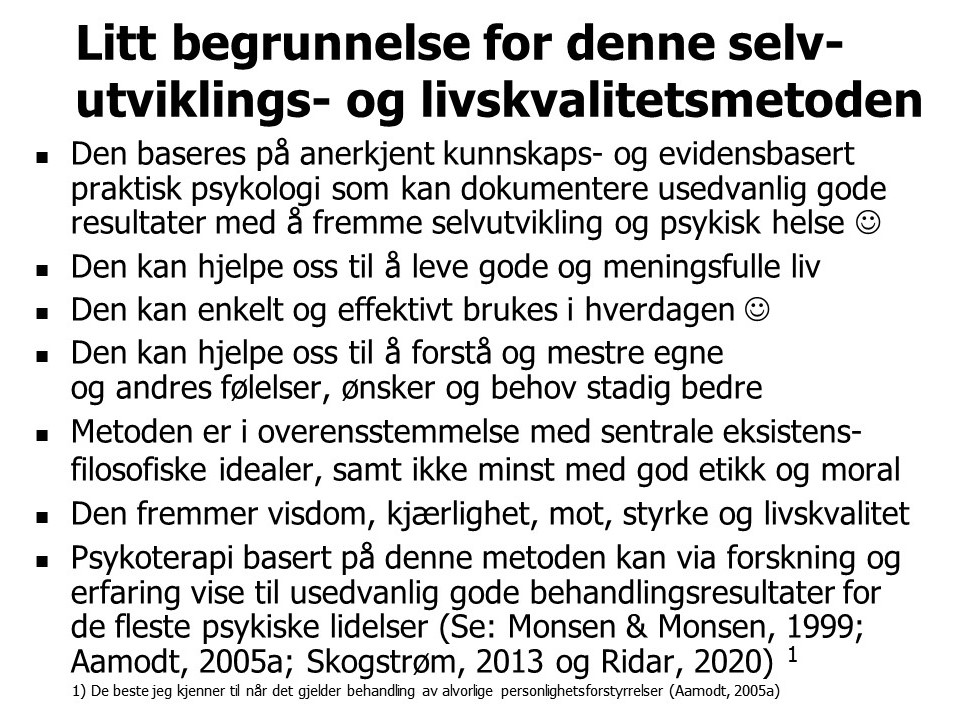 Litt begrunnelse for denne selv-
utviklings- og livskvalitetsmetoden
■ Den baseres på anerkjent kunnskaps- og evidensbasert
praktisk psykologi som kan dokumentere usedvanlig gode
resultater med å fremme selvutvikling og psykisk helse ☺
■ Den kan hjelpe oss til å leve gode og meningsfulle liv
■ Den kan enkelt og effektivt brukes i hverdagen ☺
■ Den kan hjelpe oss til å forstå og mestre egne
og andres følelser, ønsker og behov stadig bedre
■ Metoden er i overensstemmelse med sentrale eksistens-
filosofiske idealer, samt ikke minst med god etikk og moral
■ Den fremmer visdom, kjærlighet, mot, styrke og livskvalitet
■ Psykoterapi basert på denne metoden kan via forskning og
erfaring vise til usedvanlig gode behandlingsresultater for
de fleste psykiske lidelser (Se: Monsen & Monsen, 1999;
Aamodt, 2005a; Skogstrøm, 2013 og Ridar, 2020) 1
1) De beste jeg kjenner til når det gjelder behandling av alvorlige personlighetsforstyrrelser (Aamodt, 2005a)